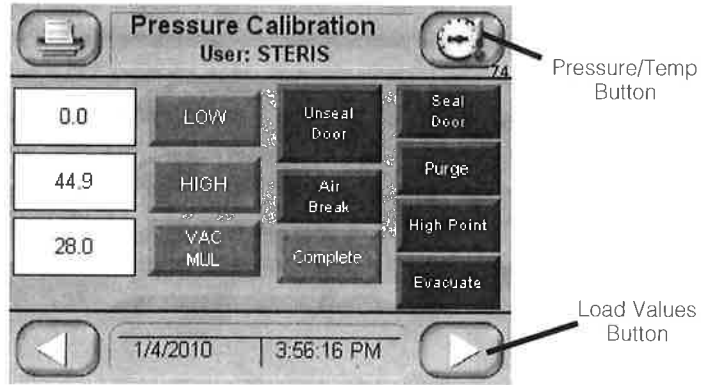 Pressure Calibration
User: STERIS
74
Pressure/Temp
Button
0.0
LOW
Unseal
Door
Seal
Door
44.9
HIGH
Air
Break
Purge
28.0
VAC
MUL
Complete
High Point
Evacuate
1/4/2010
3:56:16 PM
Load Values
Button